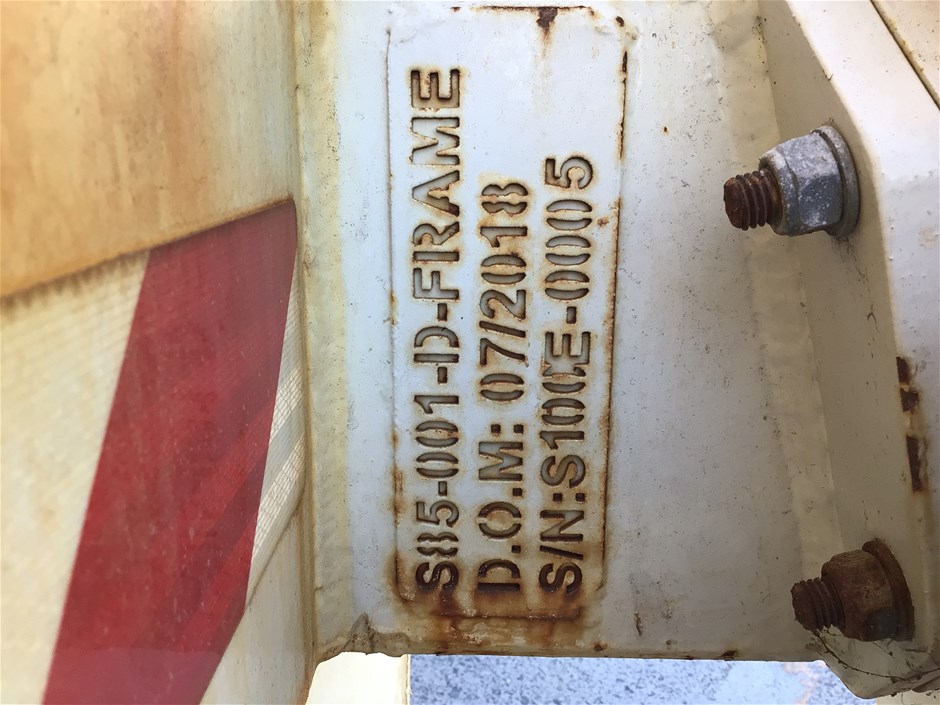 S85-001-D-FRAME
D.O.M: 07/2018
S/N:S100E-0005